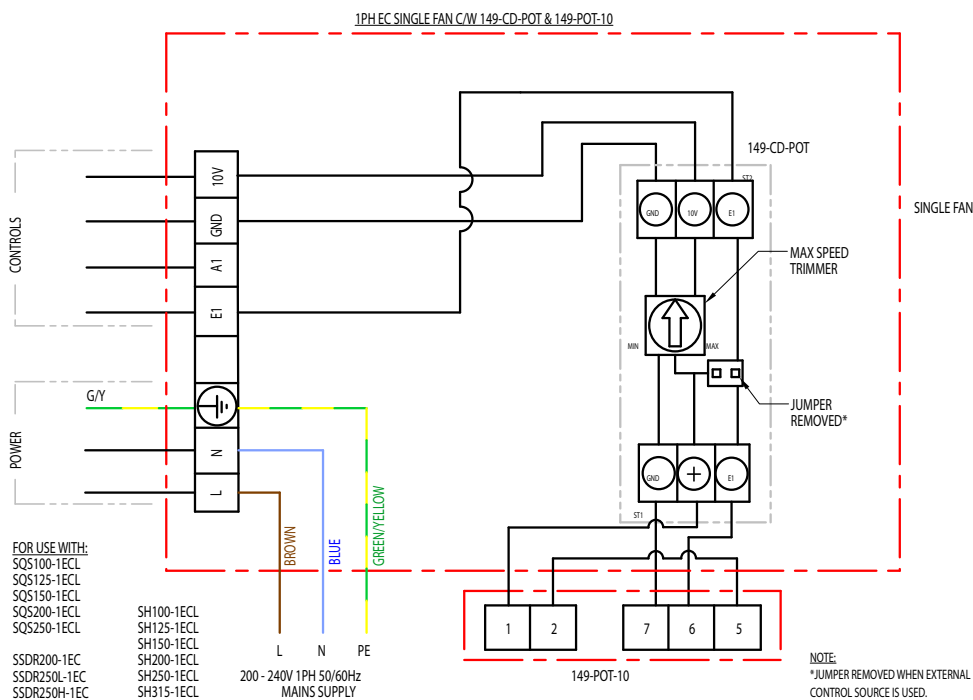 1PH EC SINGLE FAN C/W 149-CD-POT & 149-POT-10
149-CD-POT
ST2
SINGLE FAN
CONTROLS
10V
GND
A1
E1
GND
10V
E1
MAX SPEED
TRIMMER
MIN
MAX
JUMPER
REMOVED*
POWER
G/Y
N
L
GND
+
E1
ST1
BROWN
BLUE
GREEN/YELLOW
FOR USE WITH:
SQS100-1ECL
SQS125-1ECL
SQS150-1ECL
SQS200-1ECL
SQS250-1ECL
SSDR200-1EC
SSDR250L-1EC
SSDR250H-1EC
SH100-1ECL
SH125-1ECL
SH150-1ECL
SH200-1ECL
SH250-1ECL
SH315-1ECL
L
N
PE
200 - 240V 1PH 50/60Hz
MAINS SUPPLY
1
2
7
6
5
149-POT-10
NOTE:
*JUMPER REMOVED WHEN EXTERNAL
CONTROL SOURCE IS USED.